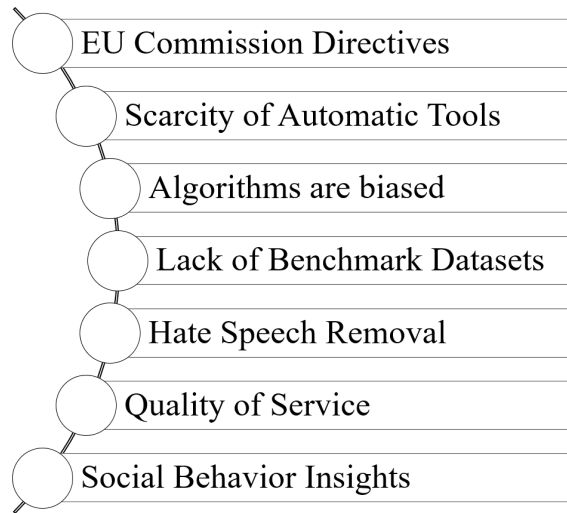 EU Commission Directives
Scarcity of Automatic Tools
Algorithms are biased
Lack of Benchmark Datasets
Hate Speech Removal
Quality of Service
Social Behavior Insights